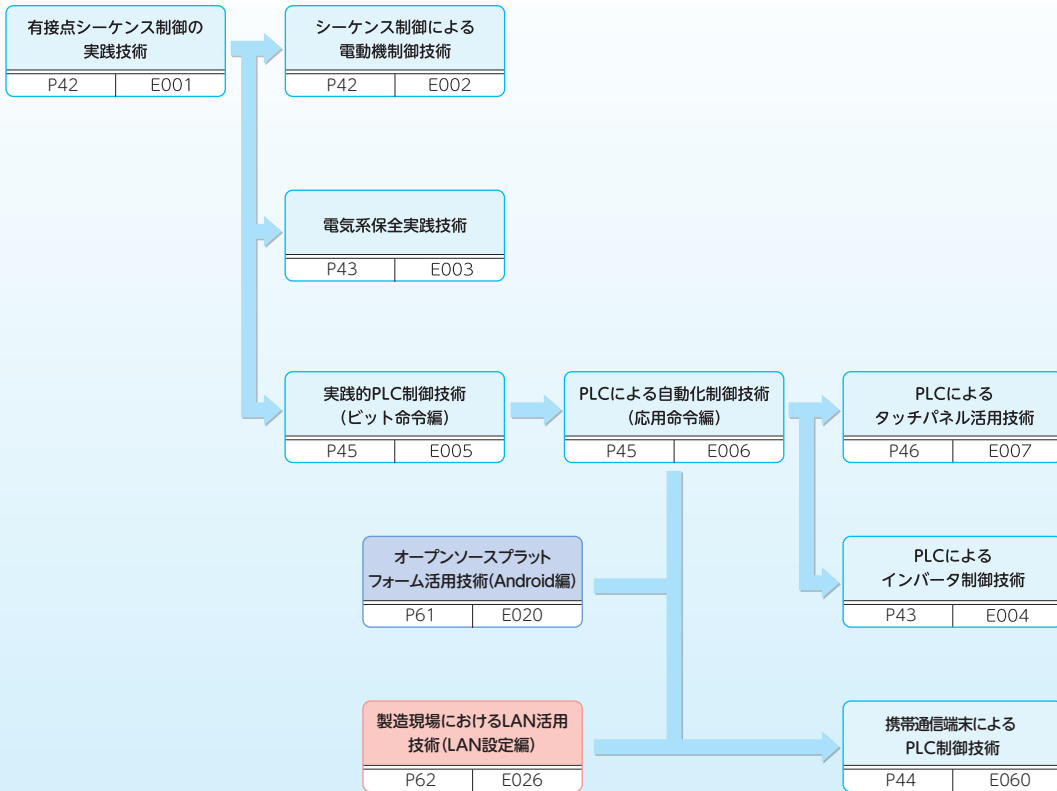 有接点シーケンス制御の
実践技術
P42 E001
シーケンス制御による
電動機制御技術
P42 E002
電気系保全実践技術
P43 E003
実践的PLC制御技術
（ビット命令編）
P45 E005
PLCによる自動化制御技術
（応用命令編）
P45 E006
PLCによる
タッチパネル活用技術
P46 E007
オープンソースプラット
フォーム活用技術(Android編)
P61 E020
PLCによる
インバータ制御技術
P43 E004
製造現場におけるLAN活用
技術（LAN設定編）
P62 E026
携帯通信端末による
PLC制御技術
P44 E060